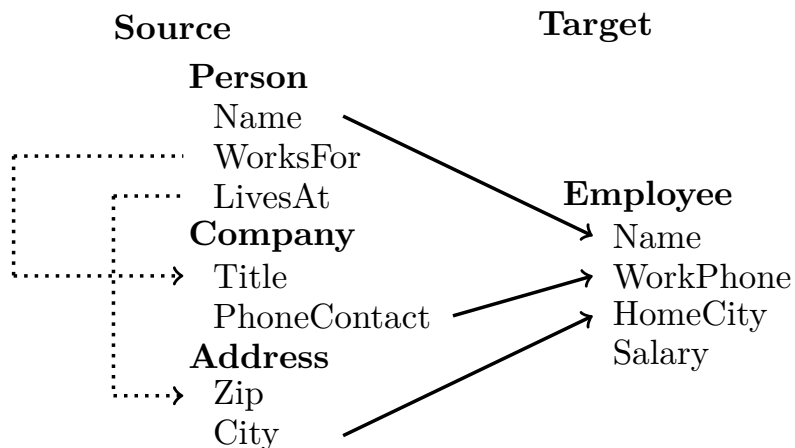 Source
Target
Person
Name
WorksFor
LivesAt
Company
Title
PhoneContact
Address
Zip
City
Employee
Name
WorkPhone
HomeCity
Salary